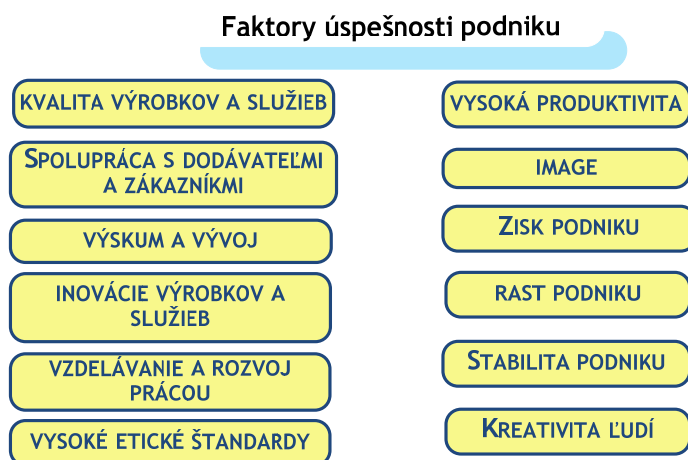 Faktory úspešnosti podniku
KVALITA VÝROBKOV A SLUŽIEB
SPOLUPRÁCA S DODÁVATEĽMI
A ZÁKAZNÍKMI
VÝSKUM A VÝVOJ
INOVÁCIE VÝROBKOV A
SLUŽIEB
VZDELÁVANIE A ROZVOJ
PRÁCOU
VYSOKÉ ETICKÉ ŠTANDARDY
VYSOKÁ PRODUKTIVITA
IMAGE
ZISK PODNIKU
RAST PODNIKU
STABILITA PODNIKU
KREATIVITA ĽUDÍ